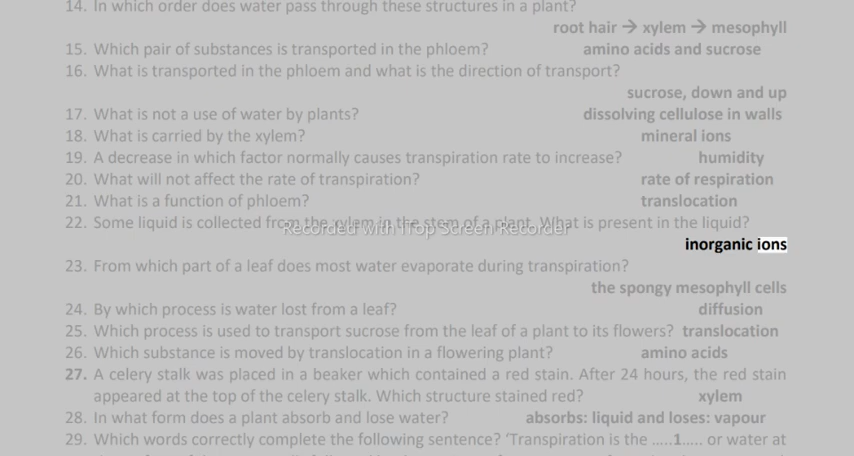 14. In which order does water pass through these structures in a plant?
root hair → xylem → mesophyll
15. Which pair of substances is transported in the phloem? amino acids and sucrose
16. What is transported in the phloem and what is the direction of transport?
sucrose, down and up
17. What is not a use of water by plants? dissolving cellulose in walls
18. What is carried by the xylem? mineral ions
19. A decrease in which factor normally causes transpiration rate to increase? humidity
20. What will not affect the rate of transpiration? rate of respiration
21. What is a function of phloem? translocation
22. Some liquid is collected from the xylem in the stem of a plant. What is present in the liquid?
Recorded with iTop Screen Recorder
inorganic ions
23. From which part of a leaf does most water evaporate during transpiration?
the spongy mesophyll cells
24. By which process is water lost from a leaf? diffusion
25. Which process is used to transport sucrose from the leaf of a plant to its flowers? translocation
26. Which substance is moved by translocation in a flowering plant? amino acids
27. A celery stalk was placed in a beaker which contained a red stain. After 24 hours, the red stain
appeared at the top of the celery stalk. Which structure stained red? xylem
28. In what form does a plant absorb and lose water? absorbs: liquid and loses: vapour
29. Which words correctly complete the following sentence? 'Transpiration is the .....1..... or water at